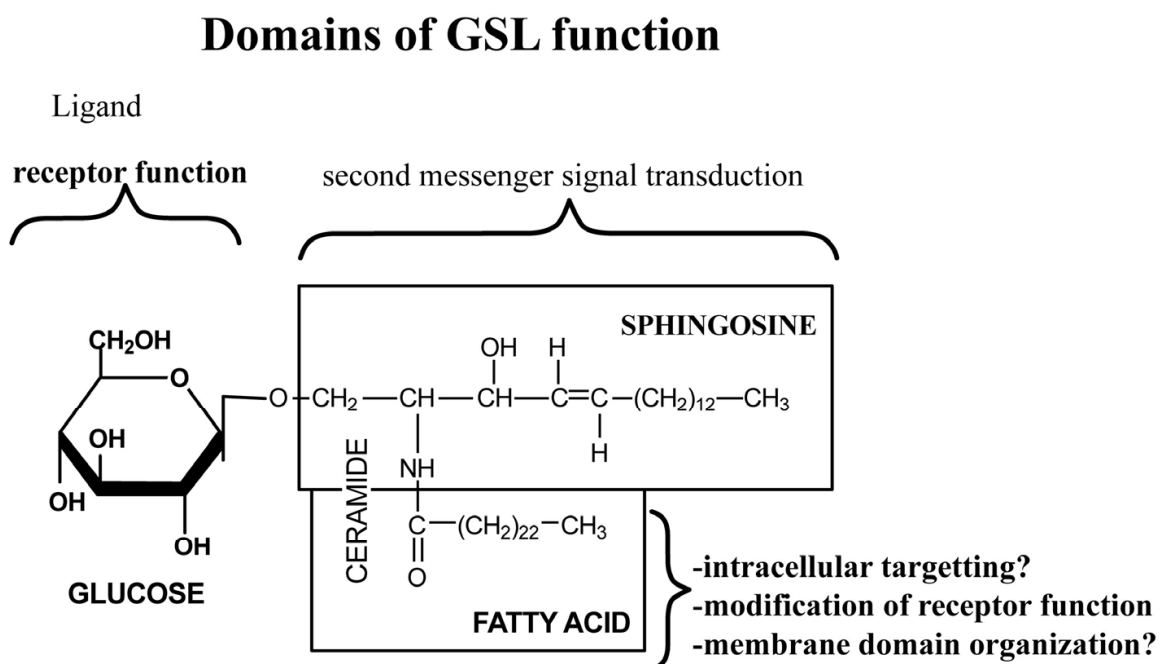 Domains of GSL function
Ligand
receptor function
second messenger signal transduction
SPHINGOSINE
CH₂OH
O
OH
OH
OH
GLUCOSE
OH H
O CH₂ CH CH C=C (CH₂)₁₂ CH₃
H
NH
C (CH₂)₂₂ CH₃
O
CERAMIDE
FATTY ACID
-intracellular targetting?
-modification of receptor function
-membrane domain organization?